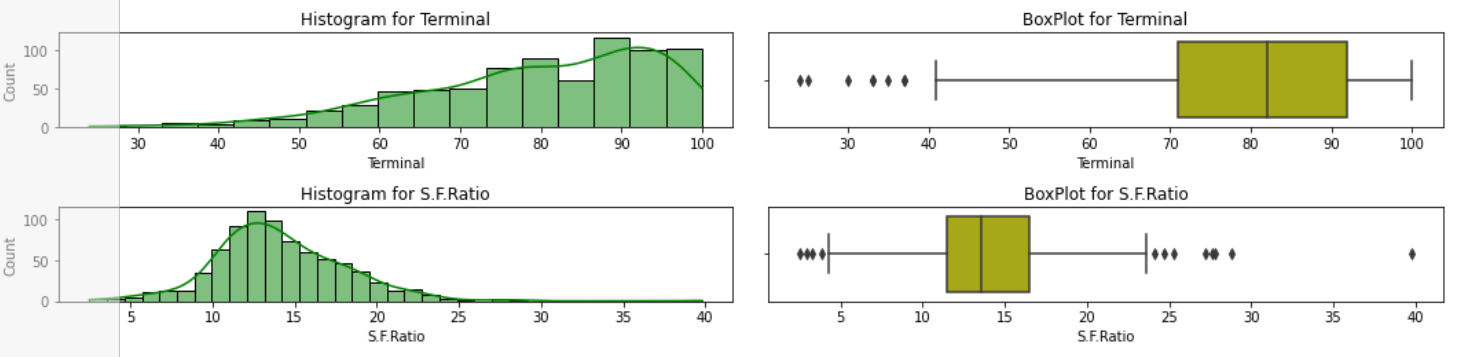 Histogram for Terminal
BoxPlot for Terminal
Count
100
50
0
30 40 50 60 70 80 90 100
Terminal
30 40 50 60 70 80 90 100
Terminal
Histogram for S.F.Ratio
BoxPlot for S.F.Ratio
Count
100
50
0
5 10 15 20 25 30 35 40
S.F.Ratio
5 10 15 20 25 30 35 40
S.F.Ratio